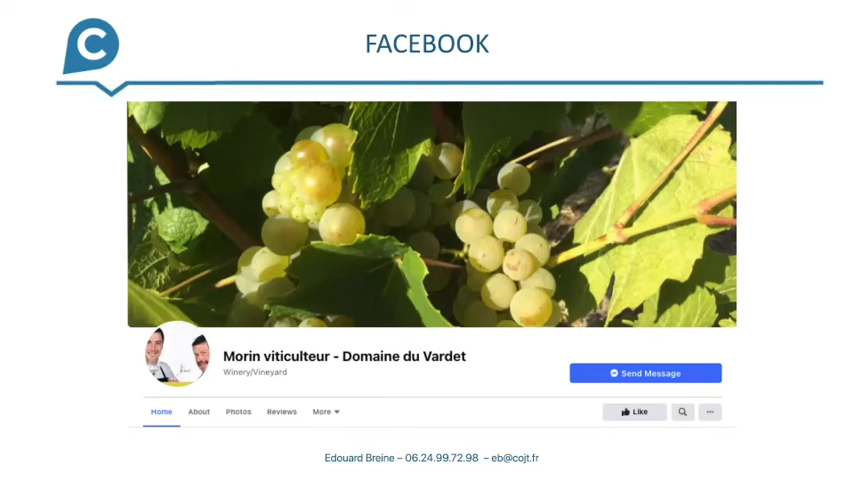 C
FACEBOOK
Morin viticulteur - Domaine du Vardet
Winery/Vineyard
Send Message
Home About Photos Reviews More
Like
Edouard Breine – 06.24.99.72.98 – eb@cojt.fr